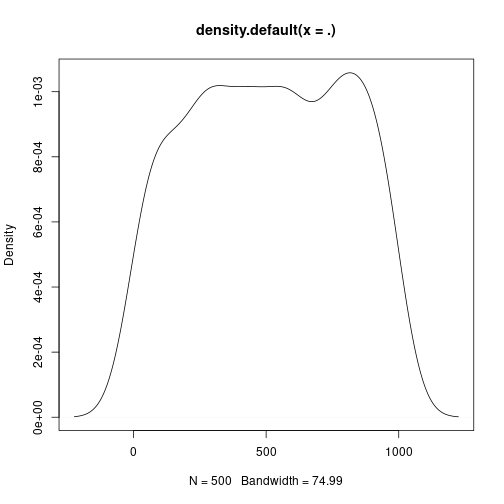 density.default(x = .)
Density
0e+00
2e-04
4e-04
6e-04
8e-04
1e-03
0
500
1000
N = 500   Bandwidth = 74.99